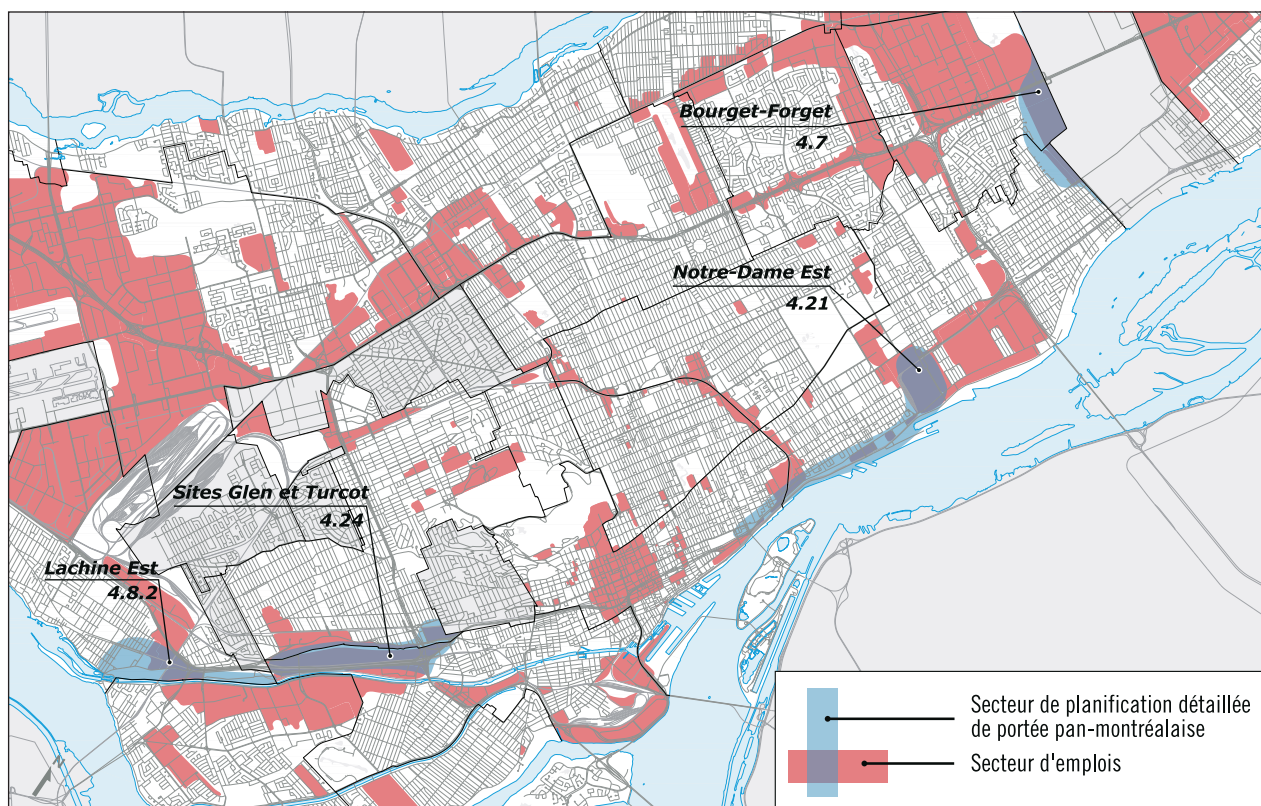 Bourget-Forget
4.7
Notre-Dame Est
4.21
Sites Glen et Turcot
4.24
Lachine Est
4.8.2
Secteur de planification détaillée
de portée pan-montréalaise
Secteur d'emplois
N